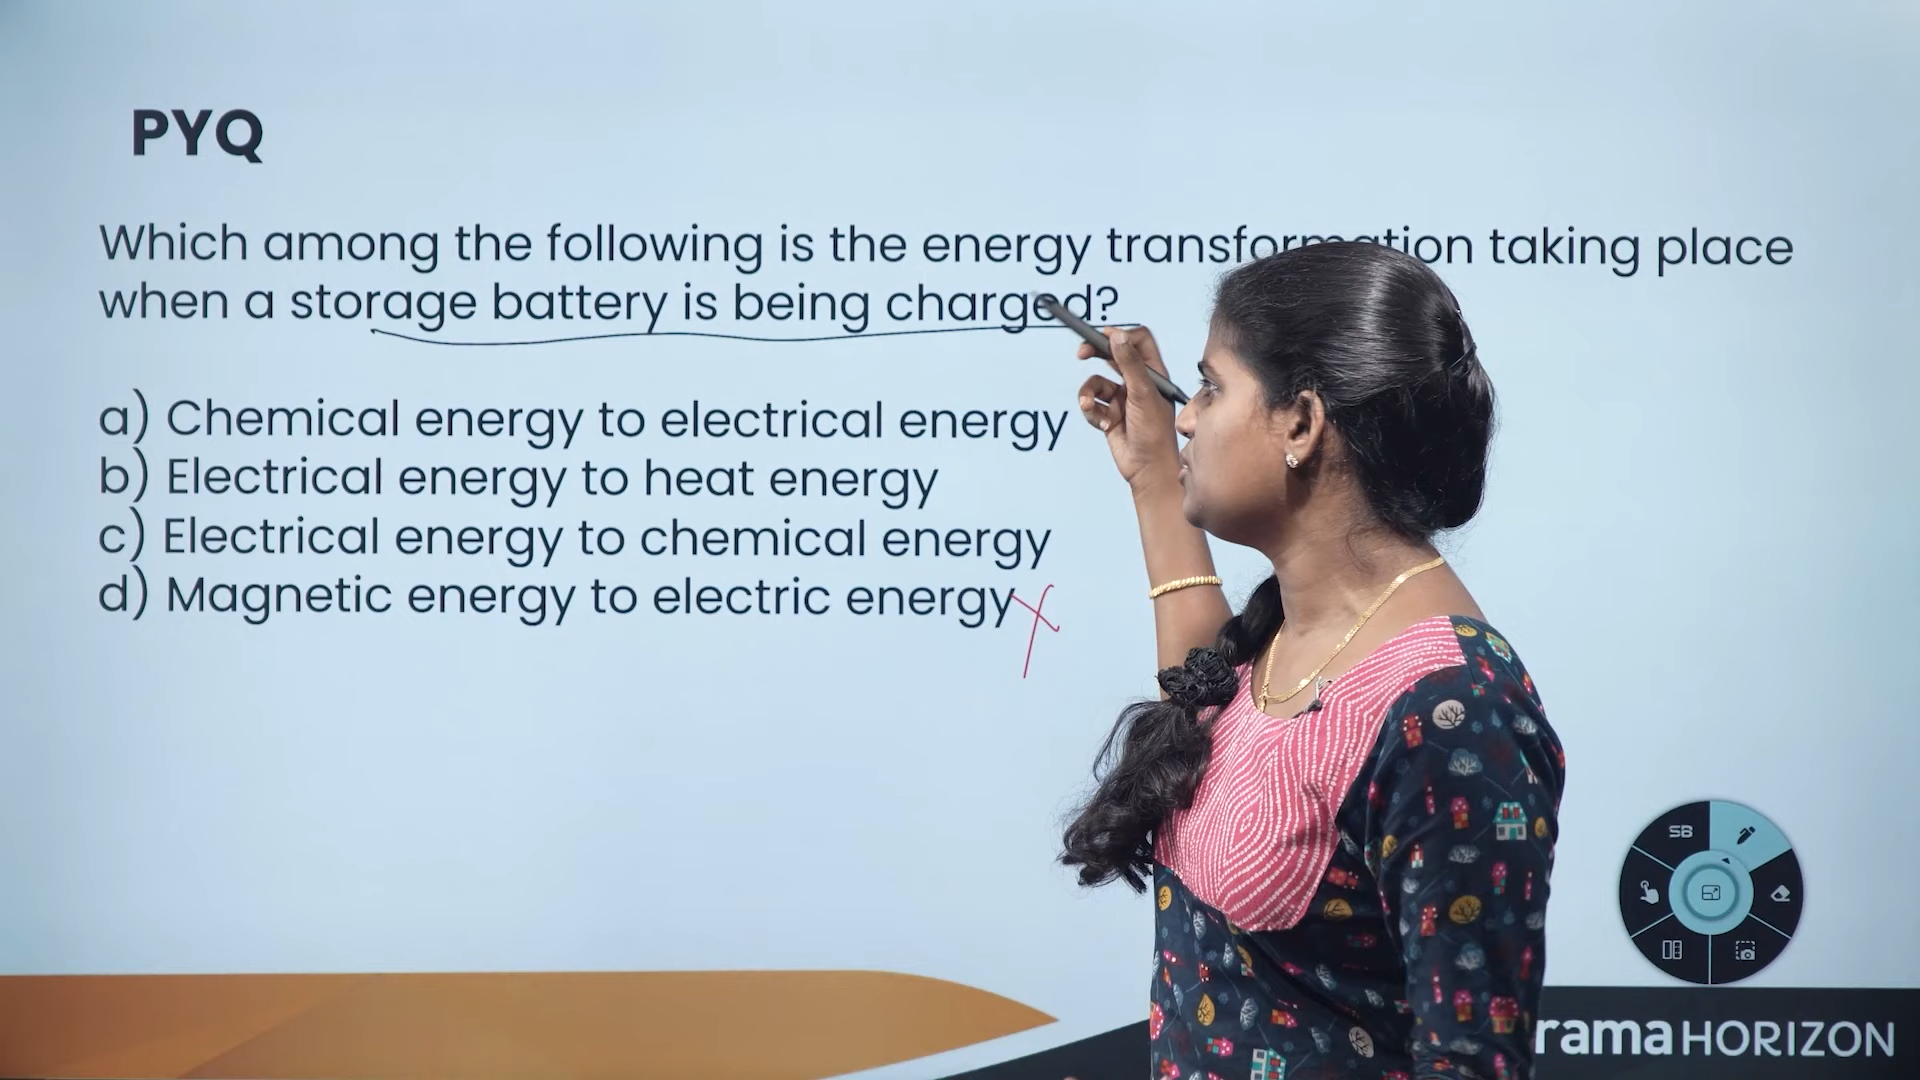 PYQ
Which among the following is the energy transformation taking place
when a storage battery is being charged?
a) Chemical energy to electrical energy
b) Electrical energy to heat energy
c) Electrical energy to chemical energy
d) Magnetic energy to electric energy
SB
rama HORIZON